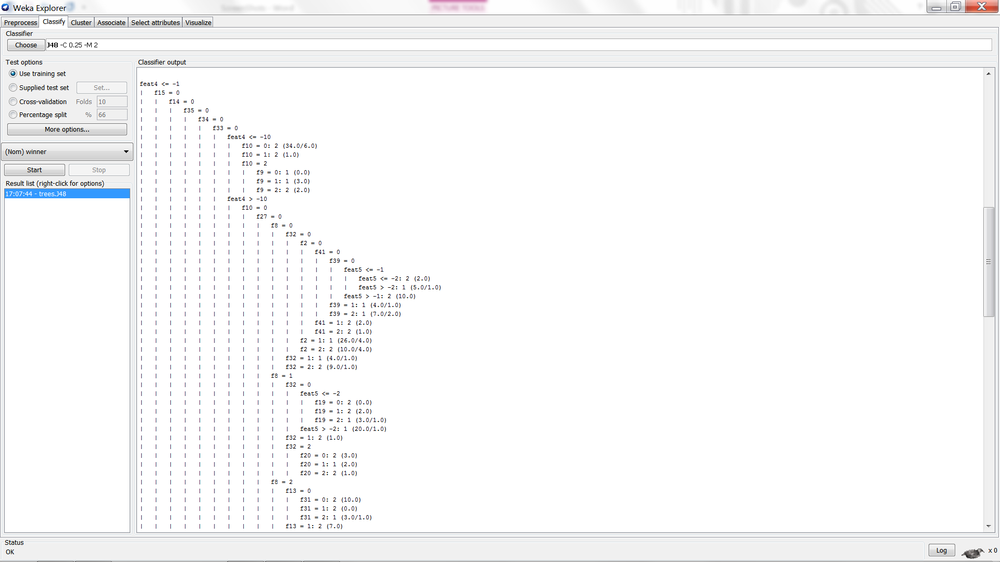 ScreenShots - Word
PICTURE TOOLS
Weka Explorer
Preprocess Classify Cluster Associate Select attributes Visualize
Classifier
Choose J48 -C 0.25 -M 2
Test options
Use training set
Supplied test set Set...
Cross-validation Folds 10
Percentage split % 66
More options...
(Nom) winner
Start Stop
Result list (right-click for options)
17:07:44 - trees.J48
Classifier output
feat4 <= -1
| f15 = 0
| | f14 = 0
| | | f35 = 0
| | | | f34 = 0
| | | | | f33 = 0
| | | | | | feat4 <= -10
| | | | | | | f10 = 0: 2 (34.0/6.0)
| | | | | | | f10 = 1: 2 (1.0)
| | | | | | | f10 = 2
| | | | | | | | f9 = 0: 1 (0.0)
| | | | | | | | f9 = 1: 1 (3.0)
| | | | | | | | f9 = 2: 2 (2.0)
| | | | | | feat4 > -10
| | | | | | | f10 = 0
| | | | | | | | f27 = 0
| | | | | | | | | f8 = 0
| | | | | | | | | | f32 = 0
| | | | | | | | | | | f2 = 0
| | | | | | | | | | | | f41 = 0
| | | | | | | | | | | | | f39 = 0
| | | | | | | | | | | | | | feat5 <= -1
| | | | | | | | | | | | | | | feat5 <= -2: 2 (2.0)
| | | | | | | | | | | | | | | feat5 > -2: 1 (5.0/1.0)
| | | | | | | | | | | | | | feat5 > -1: 2 (10.0)
| | | | | | | | | | | | | f39 = 1: 1 (4.0/1.0)
| | | | | | | | | | | | | f39 = 2: 1 (7.0/2.0)
| | | | | | | | | | | | f41 = 1: 2 (2.0)
| | | | | | | | | | | | f41 = 2: 2 (1.0)
| | | | | | | | | | | f2 = 1: 1 (26.0/4.0)
| | | | | | | | | | | f2 = 2: 2 (10.0/4.0)
| | | | | | | | | | f32 = 1: 1 (4.0/1.0)
| | | | | | | | | | f32 = 2: 2 (9.0/1.0)
| | | | | | | | | f8 = 1
| | | | | | | | | | f32 = 0
| | | | | | | | | | | feat5 <= -2
| | | | | | | | | | | | f19 = 0: 2 (0.0)
| | | | | | | | | | | | f19 = 1: 2 (2.0)
| | | | | | | | | | | | f19 = 2: 1 (3.0/1.0)
| | | | | | | | | | | feat5 > -2: 1 (20.0/1.0)
| | | | | | | | | | f32 = 1: 2 (1.0)
| | | | | | | | | | f32 = 2
| | | | | | | | | | | f20 = 0: 2 (3.0)
| | | | | | | | | | | f20 = 1: 1 (2.0)
| | | | | | | | | | | f20 = 2: 2 (1.0)
| | | | | | | | | f8 = 2
| | | | | | | | | | f13 = 0
| | | | | | | | | | | f31 = 0: 2 (10.0)
| | | | | | | | | | | f31 = 1: 2 (0.0)
| | | | | | | | | | | f31 = 2: 1 (3.0/1.0)
| | | | | | | | | | f13 = 1: 2 (7.0)
Status
OK
Log x 0